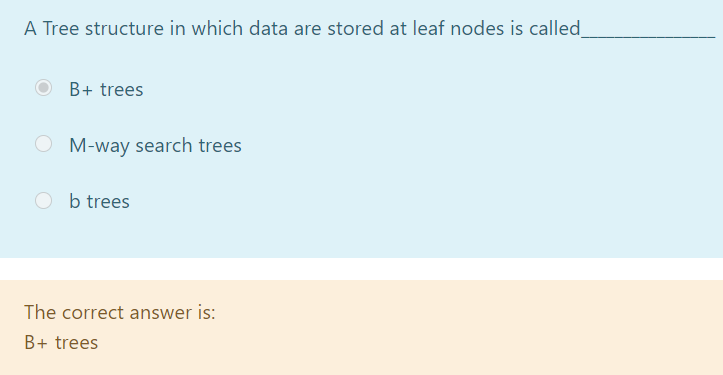 A Tree structure in which data are stored at leaf nodes is called________________
B+ trees
M-way search trees
b trees
The correct answer is:
B+ trees